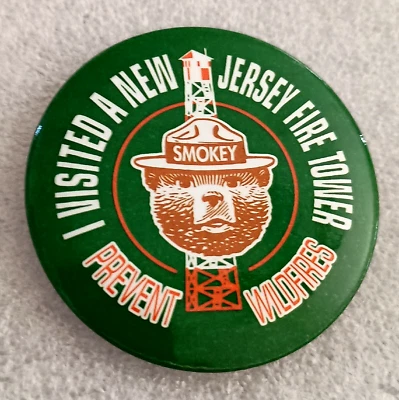 I VISITED A NEW JERSEY FIRE TOWER
SMOKEY
PREVENT WILDFIRES